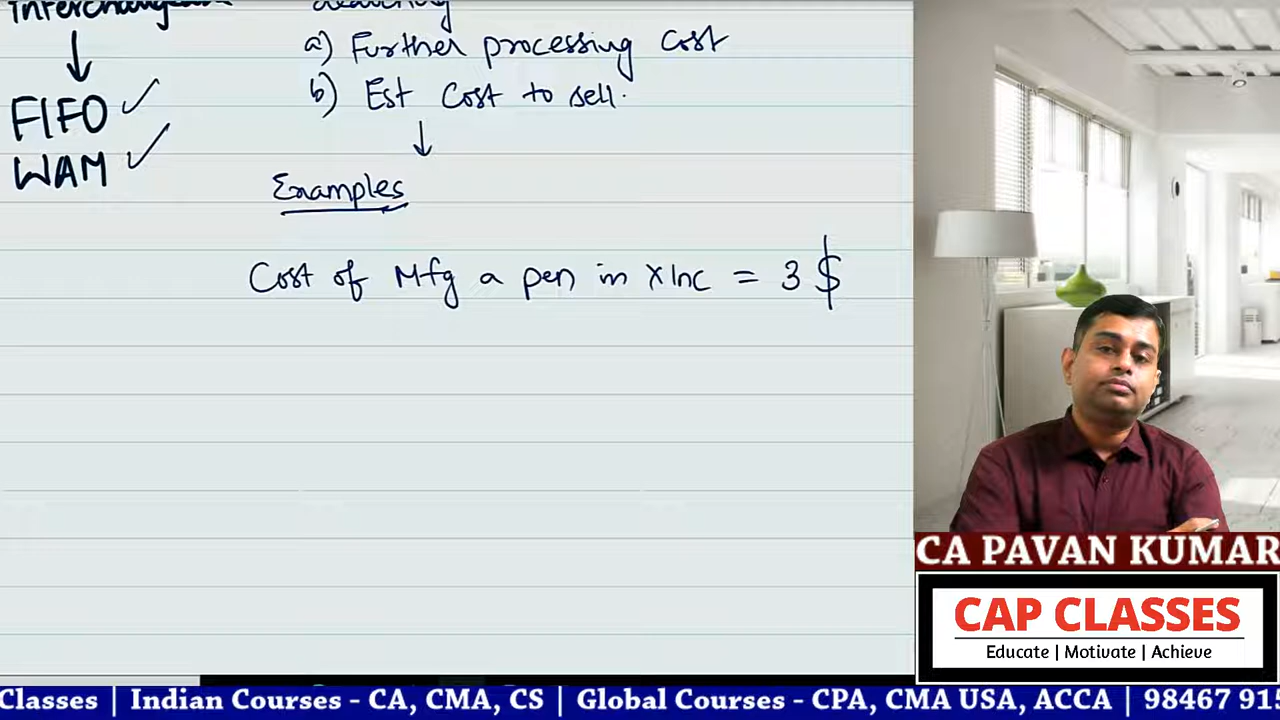 FIFO
WAM
a) Further processing cost
b) Est cost to sell.
Examples
Cost of Mfg a pen in X Inc = 3 $
CA PAVAN KUMAR
CAP CLASSES
Educate | Motivate | Achieve
Classes | Indian Courses - CA, CMA, CS | Global Courses - CPA, CMA USA, ACCA | 98467 915